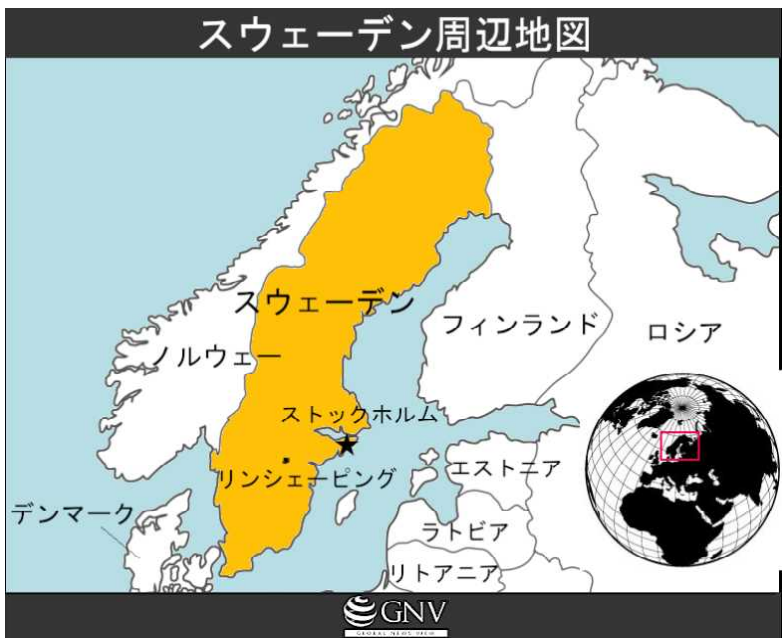 スウェーデン周辺地図
スウェーデン
フィンランド
ロシア
ノルウェー
ストックホルム
エストニア
リンシェーピング
デンマーク
ラトビア
リトアニア
GNV
GLOBAL NEWS VIEW